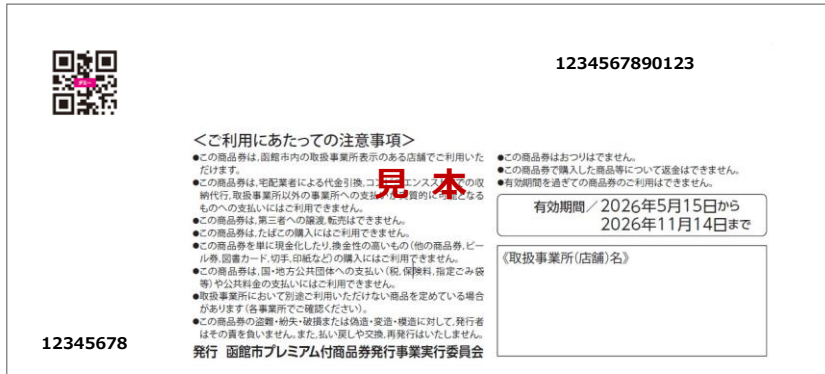 1234567890123
<ご利用にあたっての注意事項>
●この商品券は、函館市内の取扱事業所表示のある店舗でご利用いた
だけます。
●この商品券は、宅配業者による代金引換、コンビニエンスストアでの収
納代行、取扱事業所以外の事業所への支払いが実質的に可能となる
ものへの支払いにはご利用できません。
●この商品券は、第三者への譲渡、転売はできません。
●この商品券は、たばこの購入にはご利用できません。
●この商品券を単に現金化したり、換金性の高いもの(他の商品券、ビー
ル券、図書カード、切手、印紙など)の購入にはご利用できません。
●この商品券は、国・地方公共団体への支払い(税、保険料、指定ごみ袋
等)や公共料金の支払いにはご利用できません。
●取扱事業所において別途ご利用いただけない商品を定めている場合
があります(各事業所でご確認ください)。
●この商品券の盗難・紛失・破損または偽造・変造・模造に対して、発行者
はその責を負いません。また、払い戻しや交換、再発行はいたしません。
発行 函館市プレミアム付商品券発行事業実行委員会
見本
●この商品券はおつりはでません。
●この商品券で購入した商品等について返金はできません。
●有効期間を過ぎての商品券のご利用はできません。
有効期間/2026年5月15日から
2026年11月14日まで
《取扱事業所(店舗)名》
12345678